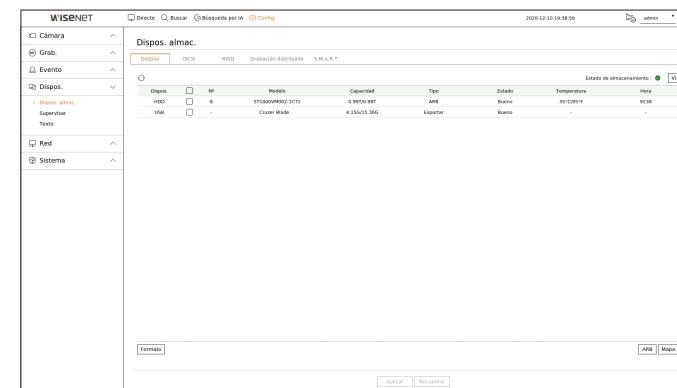 WISENET
Directo Buscar Búsqueda por IA Config. 2020-12-10 19:38:58 admin
Cámara
Grab.
Evento
Dispos.
Dispos. almac.
Supervisar
Texto
Red
Sistema
Dispos. almac.
Gestión iSCSI RAID Grabación distribuida S.M.A.R.T.
Estado de almacenamiento : VI
Dispos. Nº Modelo Capacidad Tipo Estado Temperatura Hora
HDD 8 ST1000VM002-1CT1 0.99T/0.99T ARB Bueno 35°C/95°F 9238
USB - Cruzer Blade 4.15G/15.36G Exportar Bueno - -
Formato ARB Mapa
Aplicar Recuperar